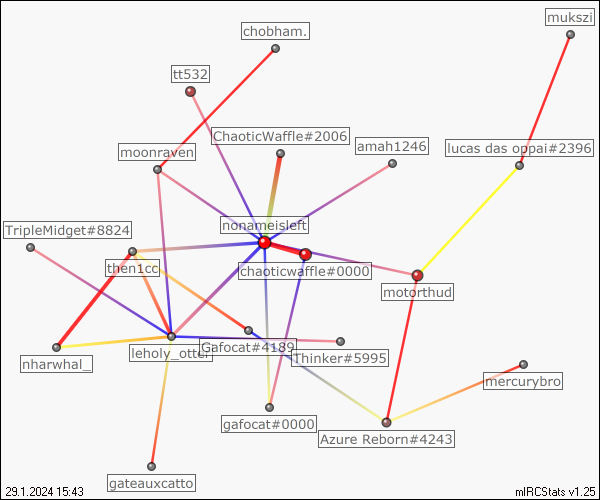 mukszi
chobham.
tt532
ChaoticWaffle#2006
amah1246
lucas das oppai#2396
moonraven
nonameisleft
TripleMidget#8824
then1cc
chaoticwaffle#0000
motorthud
leholy_otter
Gafocat#4189
Thinker#5995
nharwhal_
mercurybro
gafocat#0000
Azure Reborn#4243
gateauxcatto
29.1.2024 15:43
mIRCStats v1.25